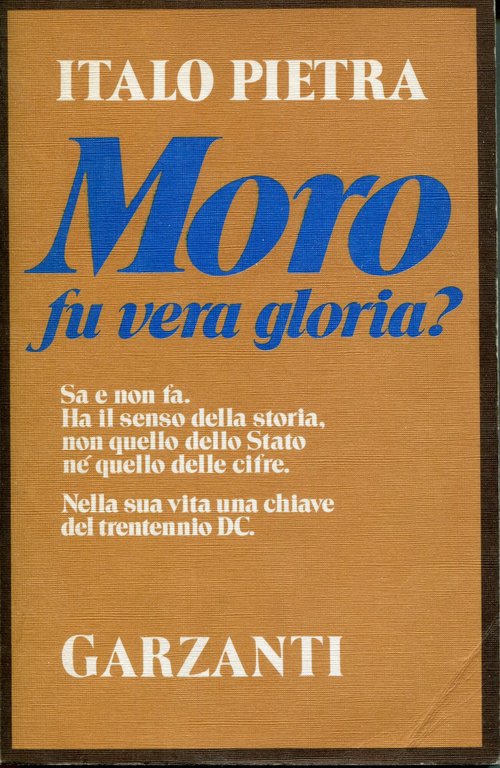 ITALO PIETRA
Moro
fu vera gloria?
Sa e non fa.
Ha il senso della storia,
non quello dello Stato
né quello delle cifre.
Nella sua vita una chiave
del trentennio DC.
GARZANTI